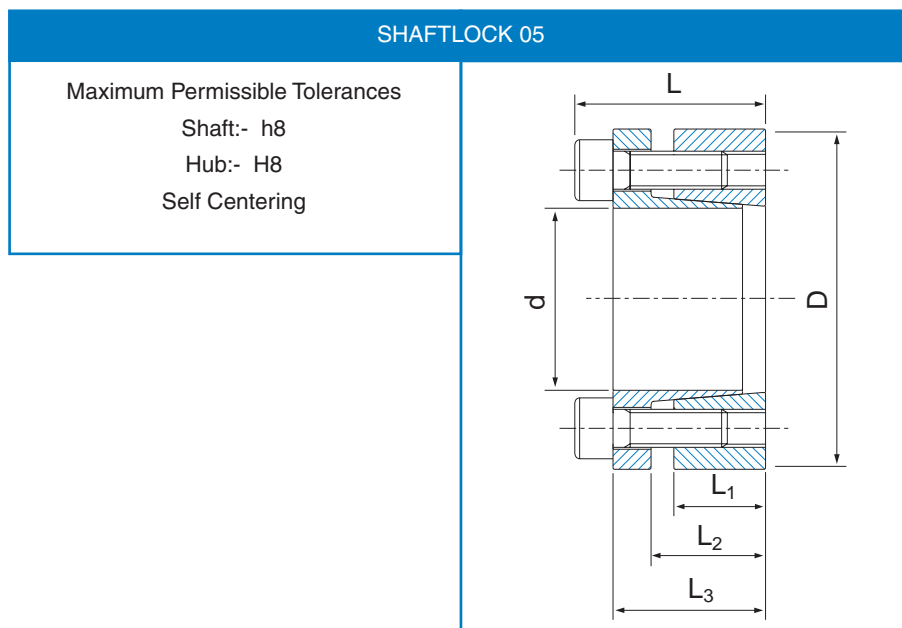 SHAFTLOCK 05
Maximum Permissible Tolerances
Shaft:- h8
Hub:- H8
Self Centering
L
d
D
L₁
L₂
L₃